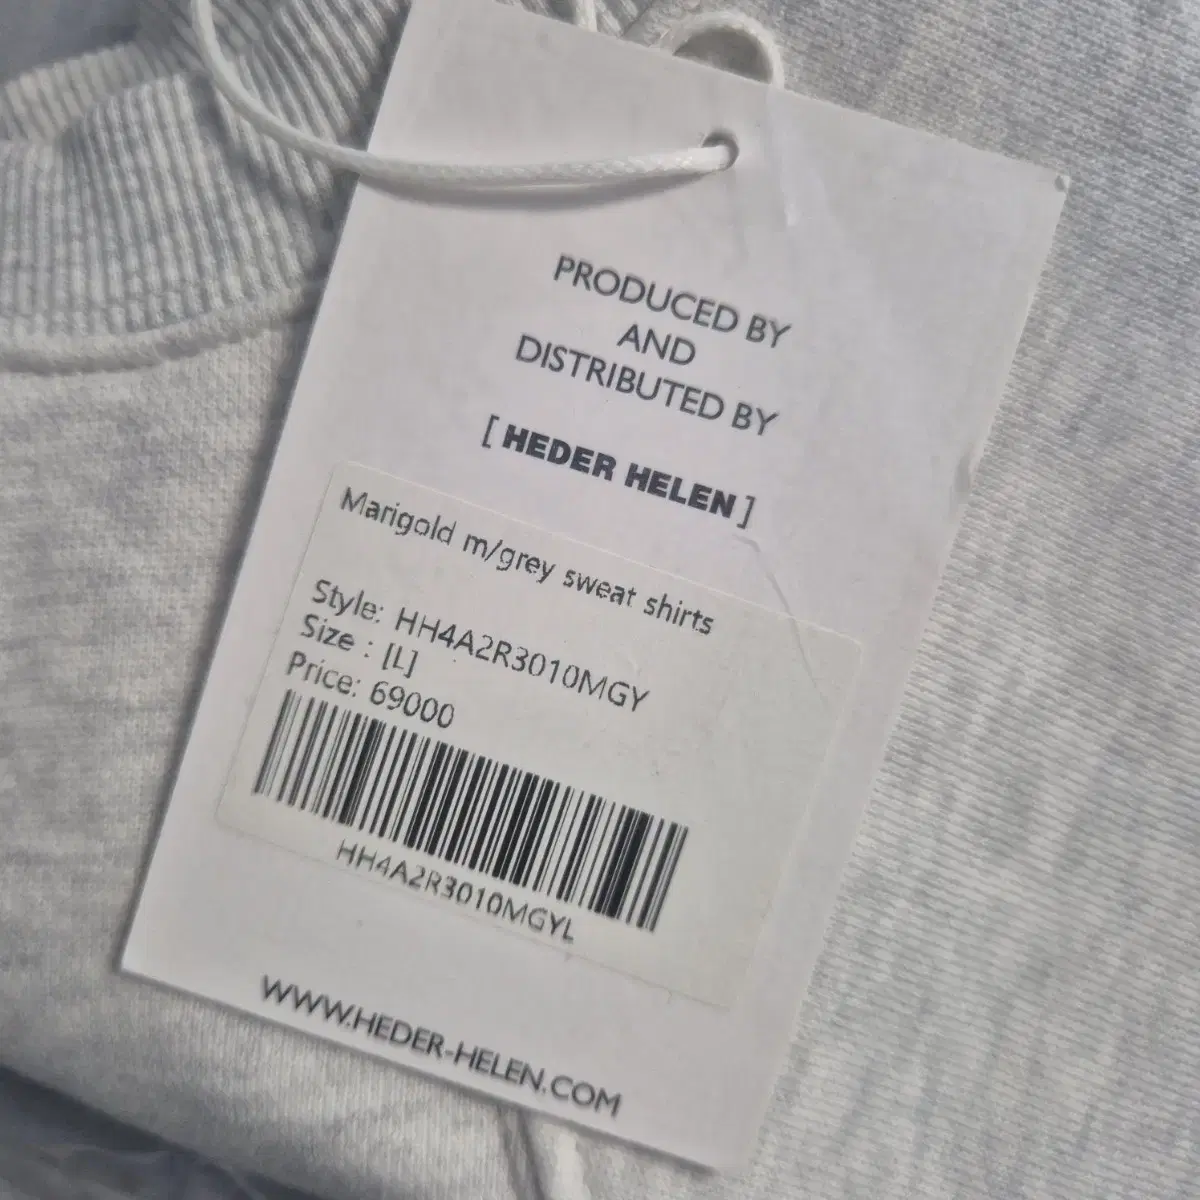 PRODUCED BY
AND
DISTRIBUTED BY
[ HEDER HELEN ]
Marigold m/grey sweat shirts
Style: HH4A2R3010MGY
Size : [L]
Price: 69000
HH4A2R3010MGYL
WWW.HEDER-HELEN.COM